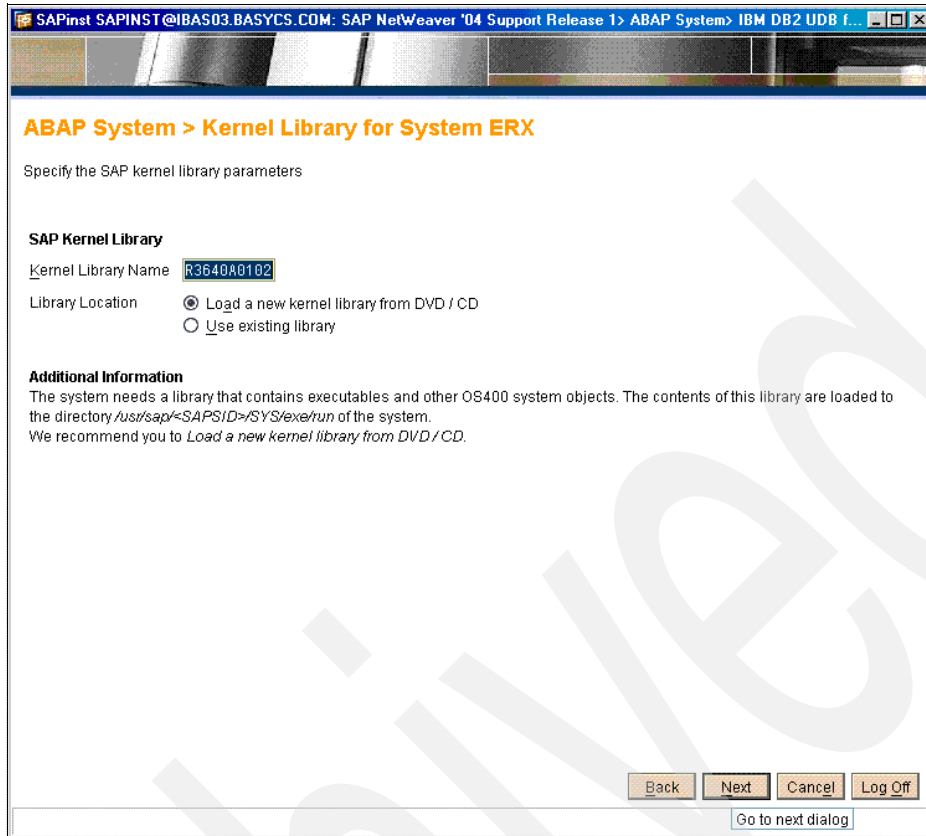 SAPinst SAPINST@IBAS03.BASYCS.COM: SAP NetWeaver '04 Support Release 1> ABAP System> IBM DB2 UDB f...
ABAP System > Kernel Library for System ERX
Specify the SAP kernel library parameters
SAP Kernel Library
Kernel Library Name R3640A0102
Library Location Load a new kernel library from DVD / CD
Use existing library
Additional Information
The system needs a library that contains executables and other OS400 system objects. The contents of this library are loaded to
the directory /usr/sap/<SAPSID>/SYS/exe/run of the system.
We recommend you to Load a new kernel library from DVD / CD.
Back Next Cancel Log Off
Go to next dialog